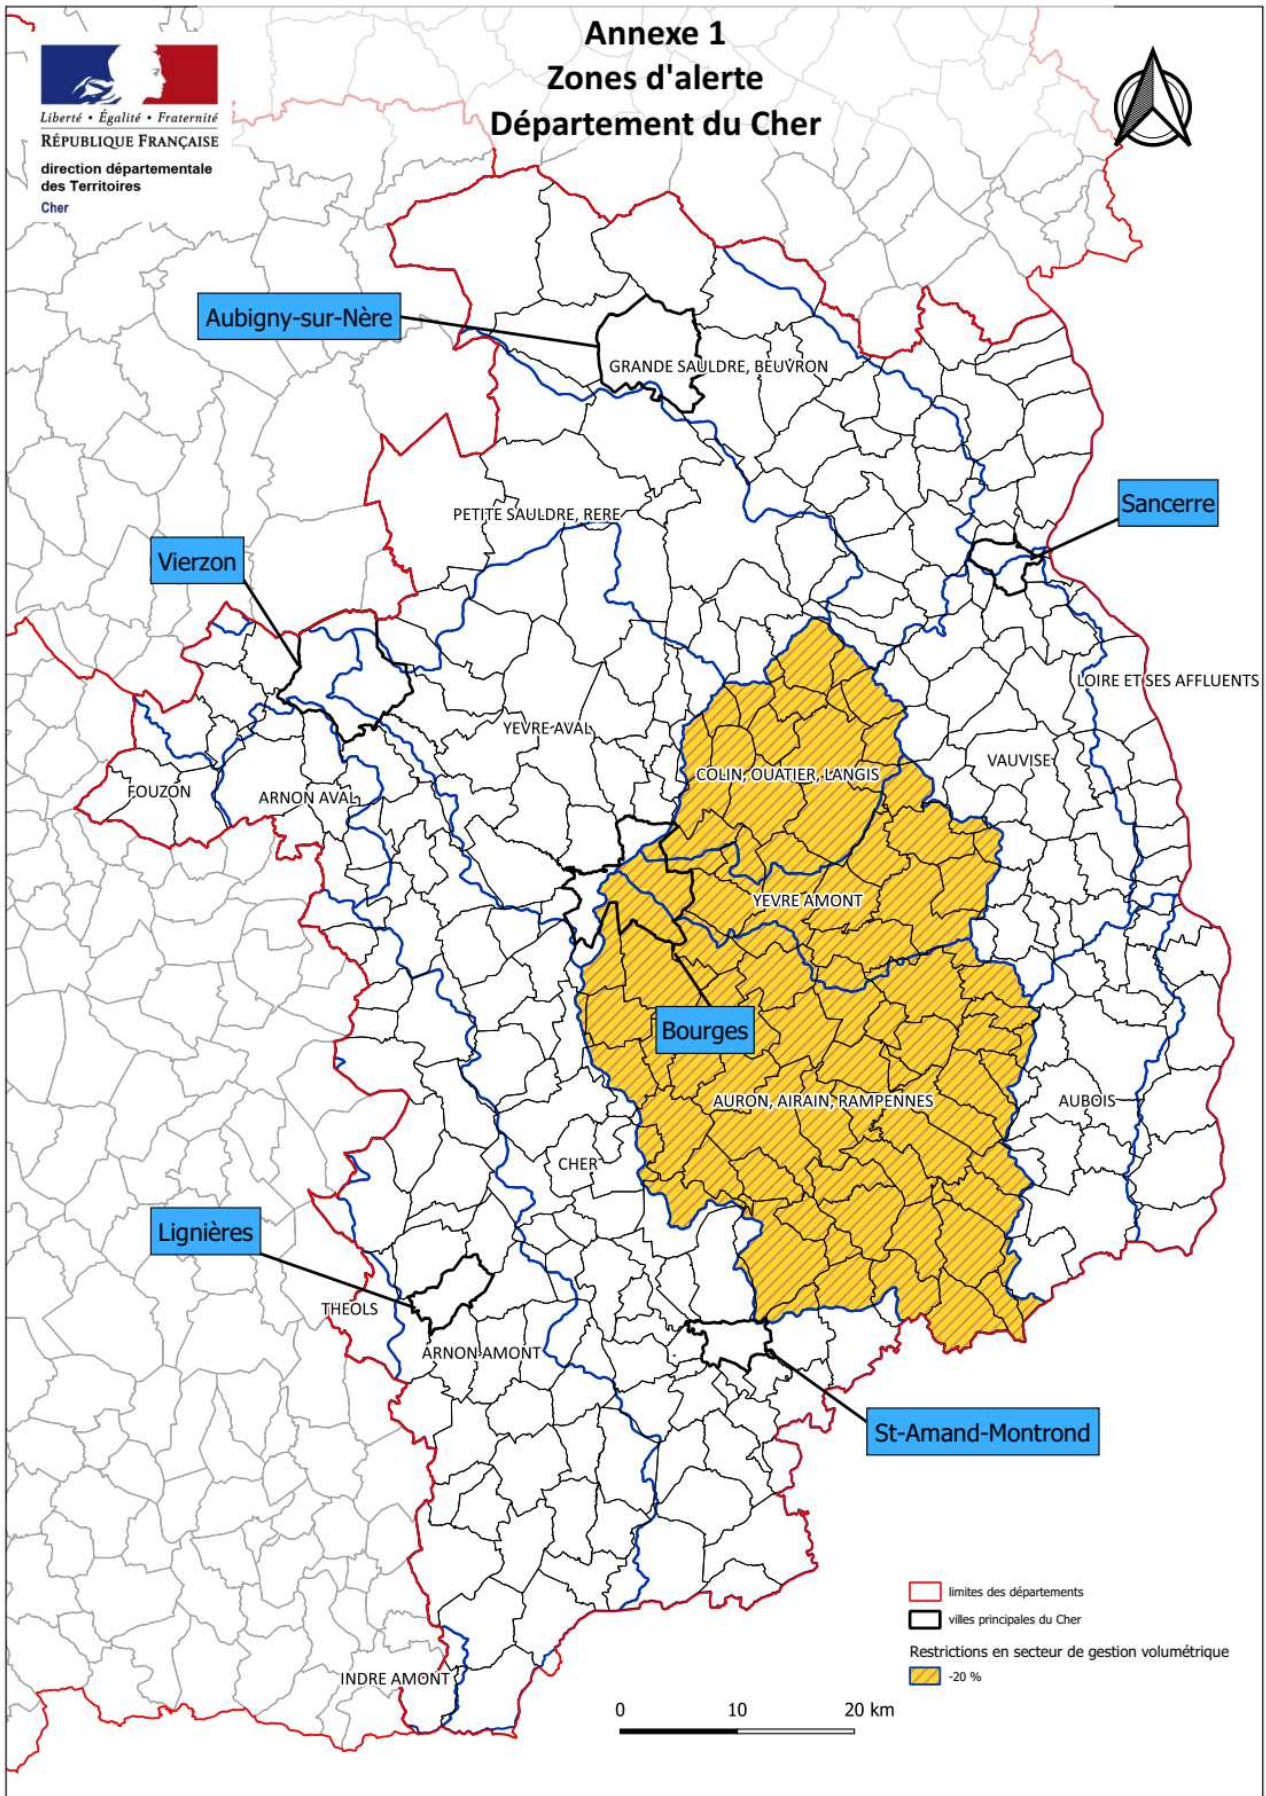 Annexe 1
Zones d'alerte
Département du Cher
Liberté • Égalité • Fraternité
RÉPUBLIQUE FRANÇAISE
direction départementale
des Territoires
Cher
Aubigny-sur-Nère
GRANDE SAULDRE, BEUVRON
Sancerre
PETITE SAULDRE, RERE
Vierzon
LOIRE ET SES AFFLUENTS
YEVRE AVAL
VAUVISE
COLIN, OUATIER, LANGIS
FOUZON
ARNON AVAL
YEVRE AMONT
Bourges
AURON, AIRAIN, RAMPENNES
AUBOIS
CHER
Lignières
THEOLS
ARNON AMONT
St-Amand-Montrond
limites des départements
villes principales du Cher
Restrictions en secteur de gestion volumétrique
-20 %
INDRE AMONT
0 10 20 km